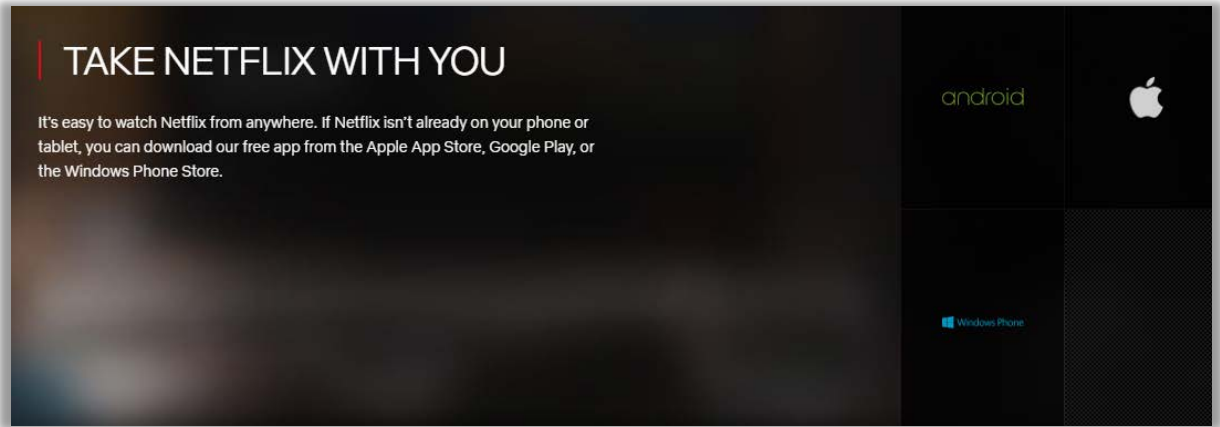 TAKE NETFLIX WITH YOU
It's easy to watch Netflix from anywhere. If Netflix isn't already on your phone or
tablet, you can download our free app from the Apple App Store, Google Play, or
the Windows Phone Store.
android
Windows Phone